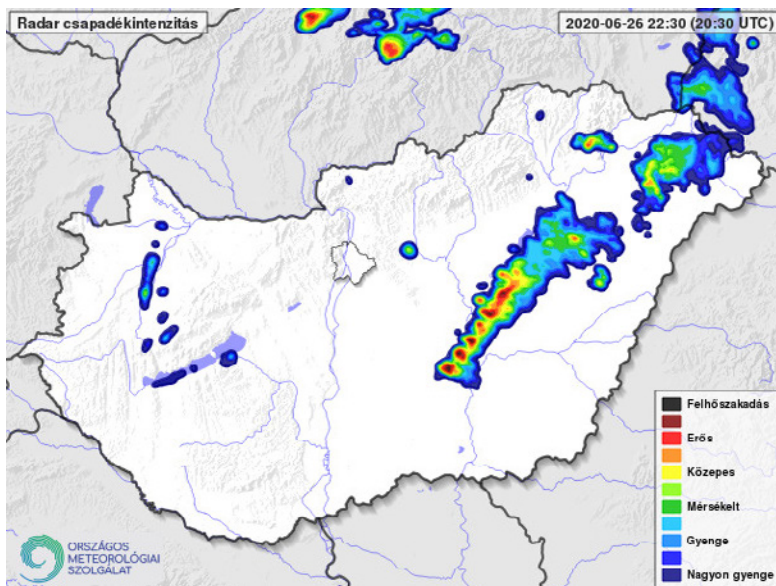 Radar csapadékintenzitás
2020-06-26 22:30 (20:30 UTC)
Felhőszakadás
Erős
Közepes
Mérsékelt
Gyenge
Nagyon gyenge
ORSZÁGOS
METEOROLÓGIAI
SZOLGÁLAT